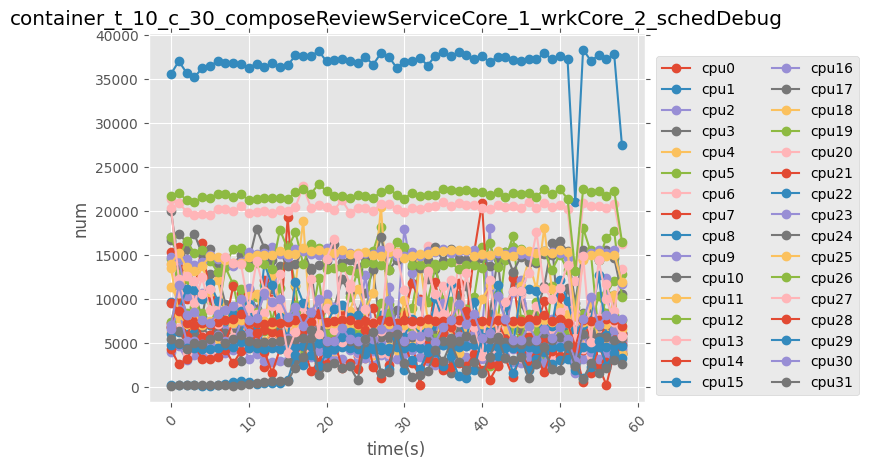 container_t_10_c_30_composeReviewServiceCore_1_wrkCore_2_schedDebug
40000
35000
30000
25000
20000
15000
10000
5000
0
num
0
10
20
30
40
50
60
time(s)
cpu0
cpu1
cpu2
cpu3
cpu4
cpu5
cpu6
cpu7
cpu8
cpu9
cpu10
cpu11
cpu12
cpu13
cpu14
cpu15
cpu16
cpu17
cpu18
cpu19
cpu20
cpu21
cpu22
cpu23
cpu24
cpu25
cpu26
cpu27
cpu28
cpu29
cpu30
cpu31